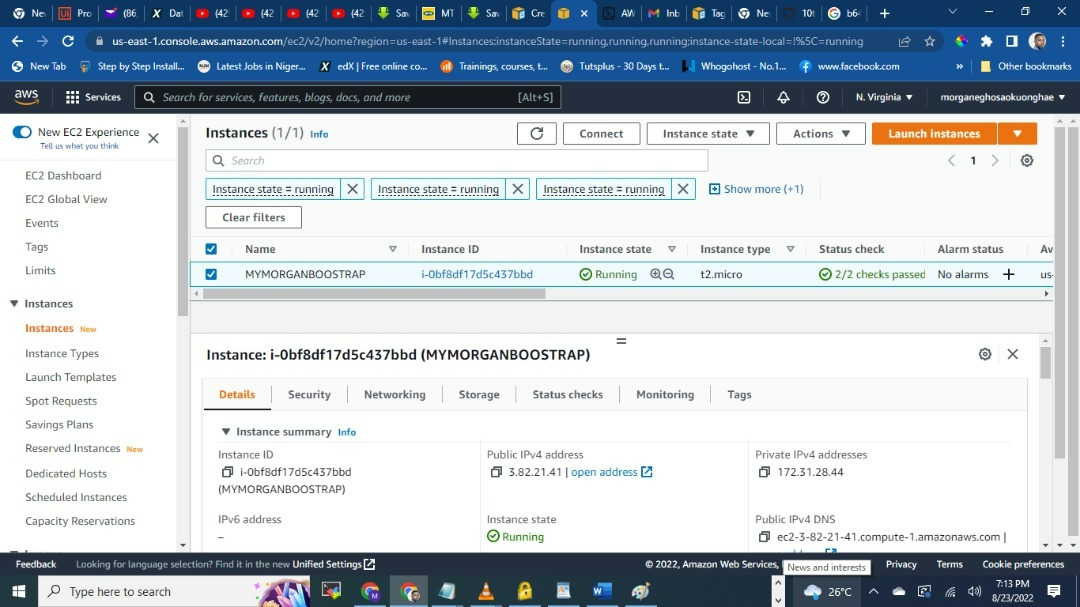 Ne
Pro
(86
Dat
(42
(42
(42
(42
Sav
MT
Sav
Cre
AW
Inb
Tag
Ne
10t
b64
us-east-1.console.aws.amazon.com/ec2/v2/home?region=us-east-1#Instances:instanceState=running,running,running;instance-state-local=!%5C=running
New Tab
Step by Step Install...
Latest Jobs in Niger...
edX | Free online co...
Trainings, courses, t...
Tutsplus - 30 Days t...
Whogohost - No.1...
www.facebook.com
»
Other bookmarks
aws
Services
Search for services, features, blogs, docs, and more
[Alt+S]
N. Virginia
morganeghosaokuonghae
New EC2 Experience
Tell us what you think
EC2 Dashboard
EC2 Global View
Events
Tags
Limits
Instances
Instances New
Instance Types
Launch Templates
Spot Requests
Savings Plans
Reserved Instances New
Dedicated Hosts
Scheduled Instances
Capacity Reservations
Instances (1/1) Info
Connect
Instance state
Actions
Launch instances
Search
1
Instance state = running
Instance state = running
Instance state = running
Show more (+1)
Clear filters
Name
Instance ID
Instance state
Instance type
Status check
Alarm status
Av
MYMORGANBOOSTRAP
i-0bf8df17d5c437bbd
Running
t2.micro
2/2 checks passed
No alarms
us-
Instance: i-0bf8df17d5c437bbd (MYMORGANBOOSTRAP)
Details
Security
Networking
Storage
Status checks
Monitoring
Tags
Instance summary Info
Instance ID
i-0bf8df17d5c437bbd
(MYMORGANBOOSTRAP)
Public IPv4 address
3.82.21.41 | open address
Private IPv4 addresses
172.31.28.44
IPv6 address
–
Instance state
Running
Public IPv4 DNS
ec2-3-82-21-41.compute-1.amazonaws.com |
Feedback
Looking for language selection? Find it in the new Unified Settings
© 2022, Amazon Web Services,
News and interests
Privacy
Terms
Cookie preferences
Type here to search
26°C
7:13 PM
8/23/2022